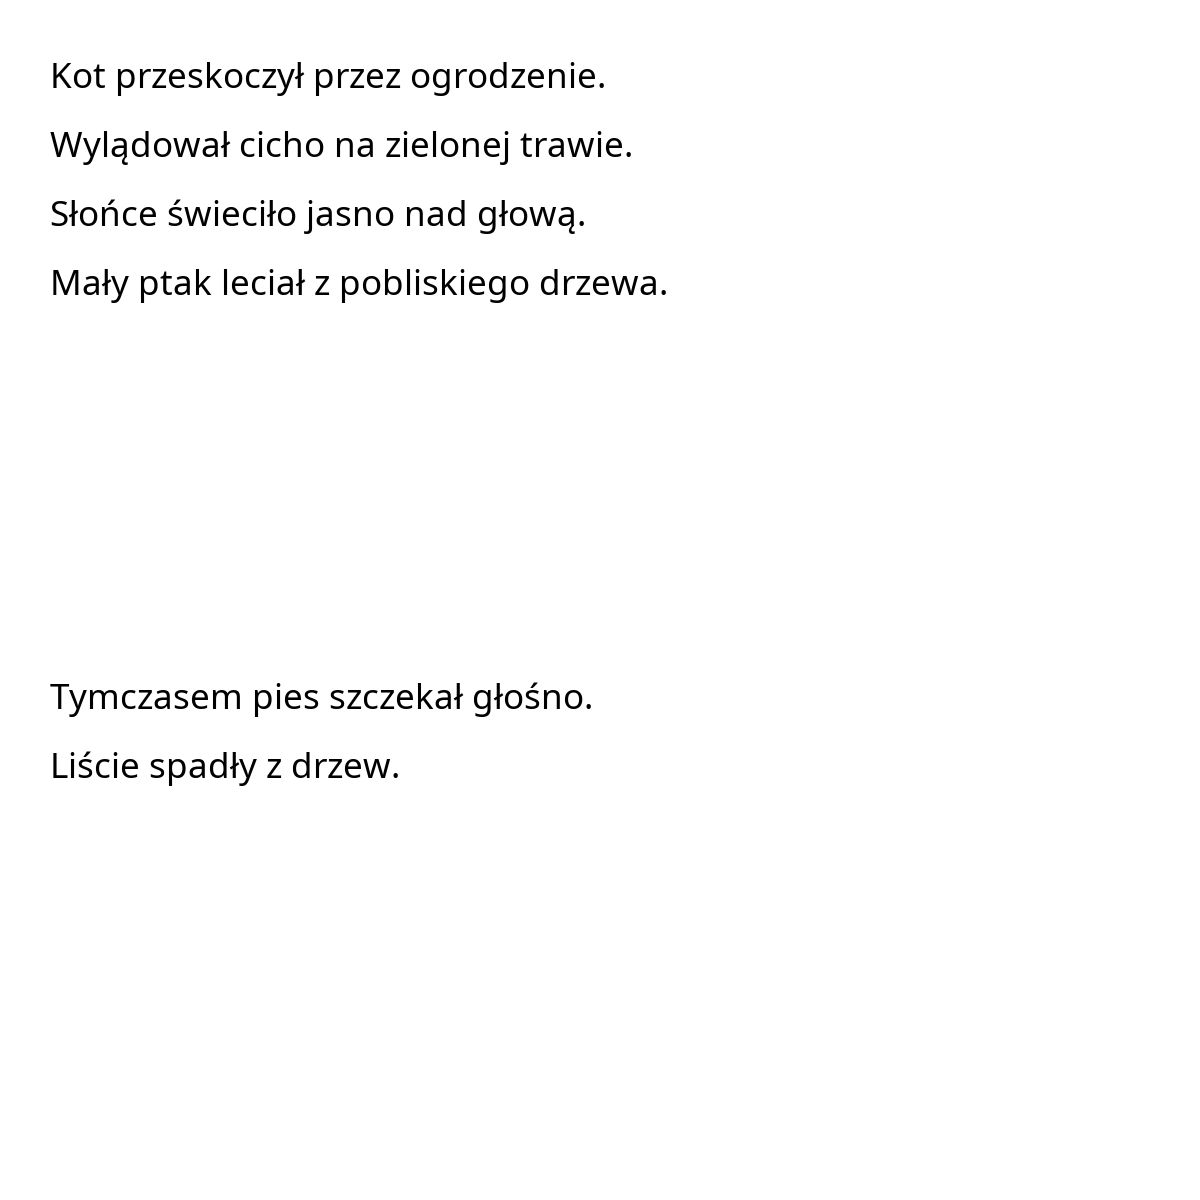 Kot przeskoczył przez ogrodzenie.
Wylądował cicho na zielonej trawie.
Słońce świeciło jasno nad głową.
Mały ptak leciał z pobliskiego drzewa.
Tymczasem pies szczekał głośno.
Liście spadły z drzew.